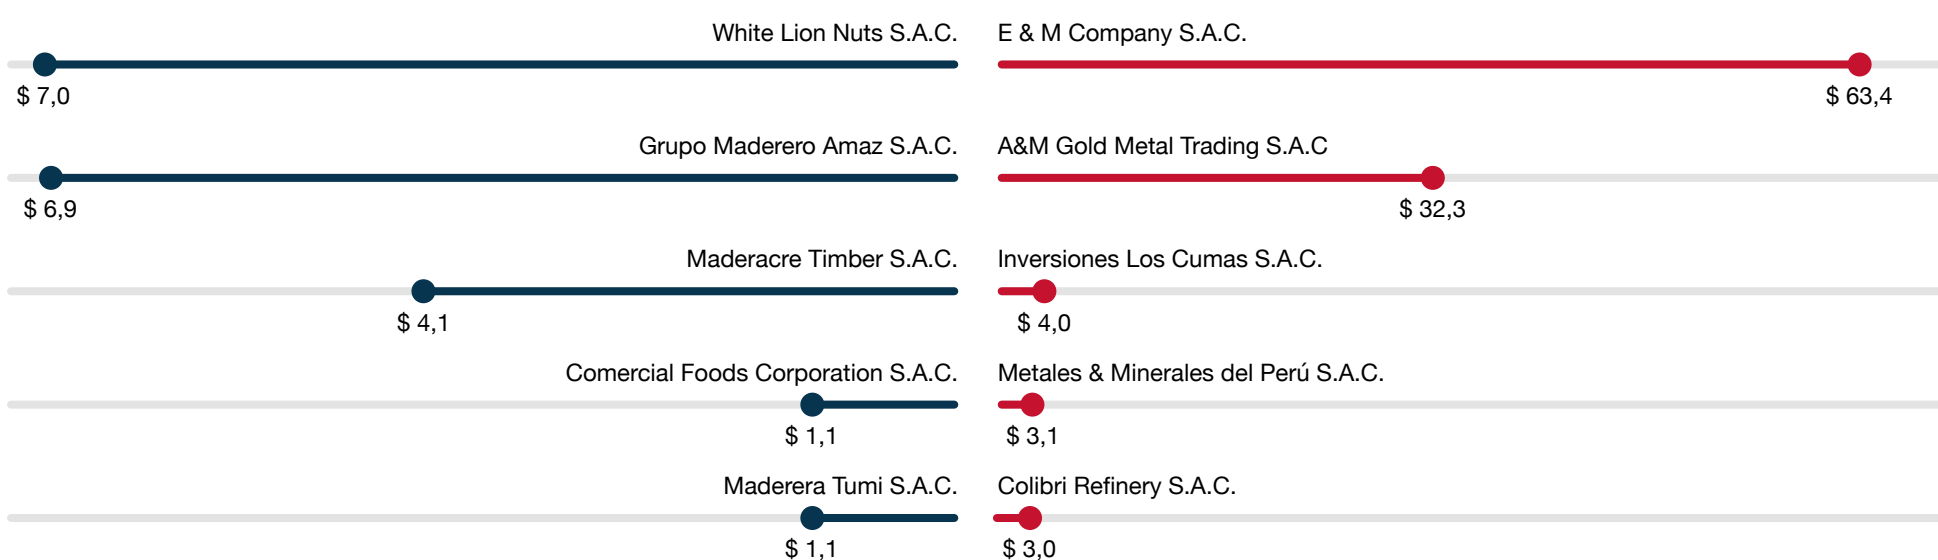 White Lion Nuts S.A.C.
$ 7,0
Grupo Maderero Amaz S.A.C.
$ 6,9
Maderacre Timber S.A.C.
$ 4,1
Comercial Foods Corporation S.A.C.
$ 1,1
Maderera Tumi S.A.C.
$ 1,1
E & M Company S.A.C.
$ 63,4
A&M Gold Metal Trading S.A.C
$ 32,3
Inversiones Los Cumas S.A.C.
$ 4,0
Metales & Minerales del Perú S.A.C.
$ 3,1
Colibri Refinery S.A.C.
$ 3,0